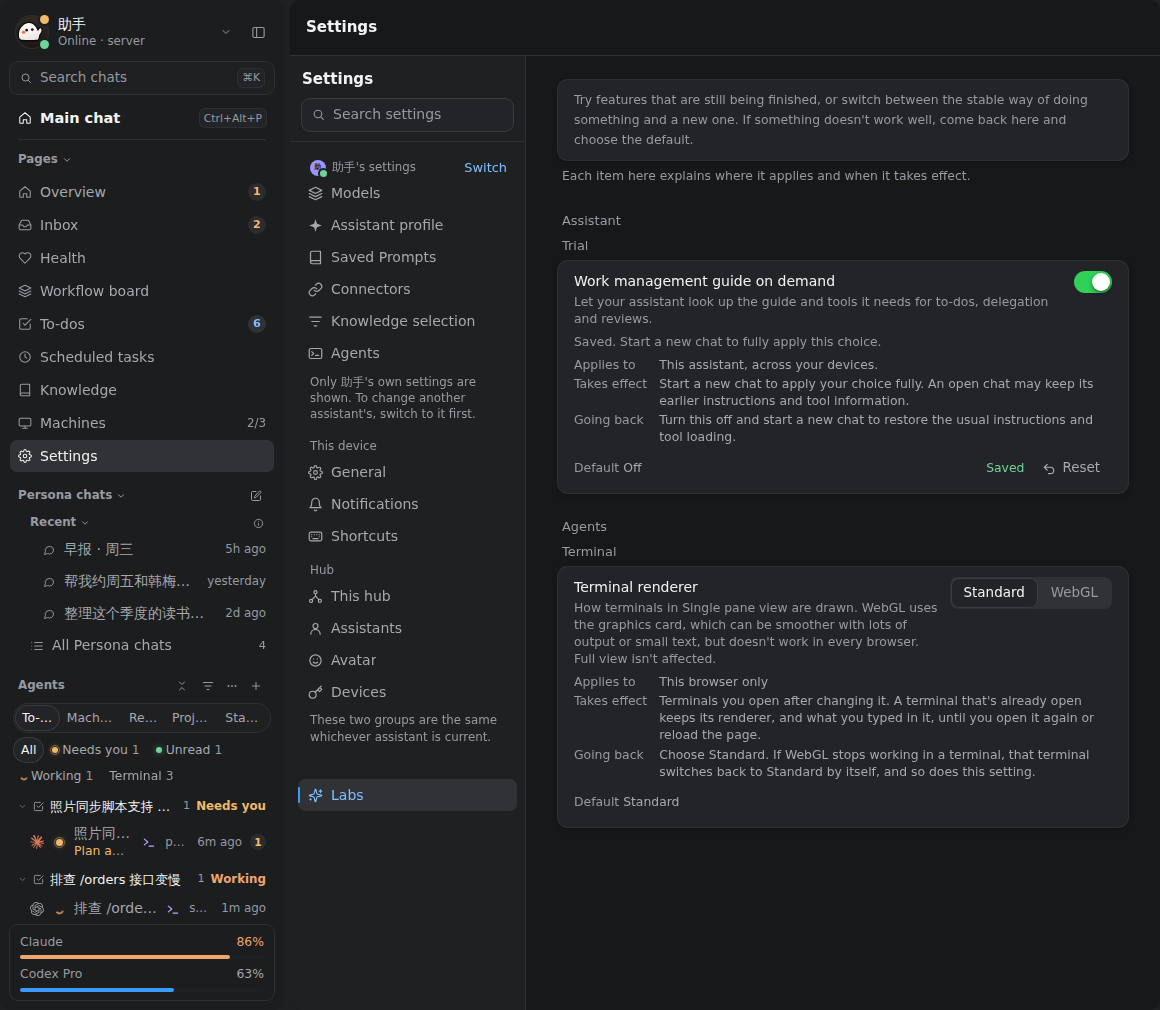 助手
Online · server
Search chats
⌘K
Main chat
Ctrl+Alt+P
Pages
Overview
1
Inbox
2
Health
Workflow board
To-dos
6
Scheduled tasks
Knowledge
Machines
2/3
Settings
Persona chats
Recent
早报 · 周三
5h ago
帮我约周五和韩梅…
yesterday
整理这个季度的读书…
2d ago
All Persona chats
4
Agents
To-…
Mach…
Re…
Proj…
Sta…
All
Needs you 1
Unread 1
Working 1
Terminal 3
照片同步脚本支持 …
1 Needs you
照片同…
Plan a…
p…
6m ago
1
排查 /orders 接口变慢
1 Working
排查 /orde…
s…
1m ago
Claude
86%
Codex Pro
63%
Settings
Settings
Search settings
助手's settings
Switch
Models
Assistant profile
Saved Prompts
Connectors
Knowledge selection
Agents
Only 助手's own settings are
shown. To change another
assistant's, switch to it first.
This device
General
Notifications
Shortcuts
Hub
This hub
Assistants
Avatar
Devices
These two groups are the same
whichever assistant is current.
Labs
Try features that are still being finished, or switch between the stable way of doing
something and a new one. If something doesn't work well, come back here and
choose the default.
Each item here explains where it applies and when it takes effect.
Assistant
Trial
Work management guide on demand
Let your assistant look up the guide and tools it needs for to-dos, delegation
and reviews.
Saved. Start a new chat to fully apply this choice.
Applies to
This assistant, across your devices.
Takes effect
Start a new chat to apply your choice fully. An open chat may keep its
earlier instructions and tool information.
Going back
Turn this off and start a new chat to restore the usual instructions and
tool loading.
Default Off
Saved
Reset
Agents
Terminal
Terminal renderer
Standard
WebGL
How terminals in Single pane view are drawn. WebGL uses
the graphics card, which can be smoother with lots of
output or small text, but doesn't work in every browser.
Full view isn't affected.
Applies to
This browser only
Takes effect
Terminals you open after changing it. A terminal that's already open
keeps its renderer, and what you typed in it, until you open it again or
reload the page.
Going back
Choose Standard. If WebGL stops working in a terminal, that terminal
switches back to Standard by itself, and so does this setting.
Default Standard